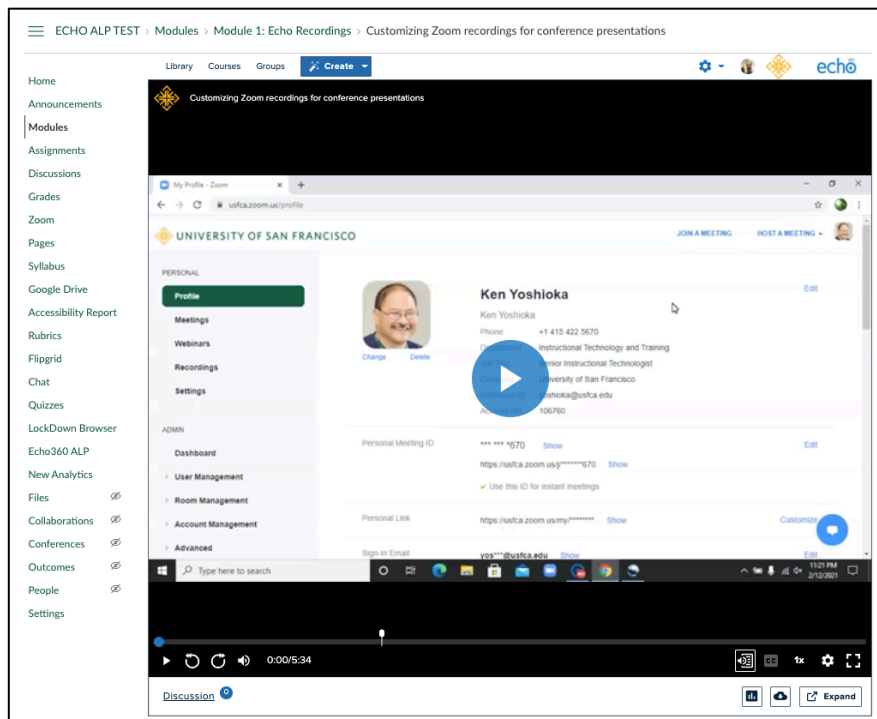 ECHO ALP TEST › Modules › Module 1: Echo Recordings › Customizing Zoom recordings for conference presentations
Home
Announcements
Modules
Assignments
Discussions
Grades
Zoom
Pages
Syllabus
Google Drive
Accessibility Report
Rubrics
Flipgrid
Chat
Quizzes
LockDown Browser
Echo360 ALP
New Analytics
Files
Collaborations
Conferences
Outcomes
People
Settings
Library Courses Groups Create
echo
Customizing Zoom recordings for conference presentations
My Profile - Zoom
usfca.zoom.us/profile
UNIVERSITY OF SAN FRANCISCO JOIN A MEETING HOST A MEETING
PERSONAL
Profile
Meetings
Webinars
Recordings
Settings
ADMIN
Dashboard
User Management
Room Management
Account Management
Advanced
Change Delete
Ken Yoshioka Edit
Ken Yoshioka
Phone +1 415 422 5670
Instructional Technology and Training
Senior Instructional Technologist
University of San Francisco
yoshioka@usfca.edu
106760
Personal Meeting ID *** *** *670 Show Edit
https://usfca.zoom.us/j/*******670 Show
Use this ID for instant meetings
Personal Link https://usfca.zoom.us/my/******** Show Customize
Sign-In Email yos***@usfca.edu Show Edit
Type here to search
11:21 PM
2/12/2021
0:00/5:34
CC 1x
Discussion 0
Expand